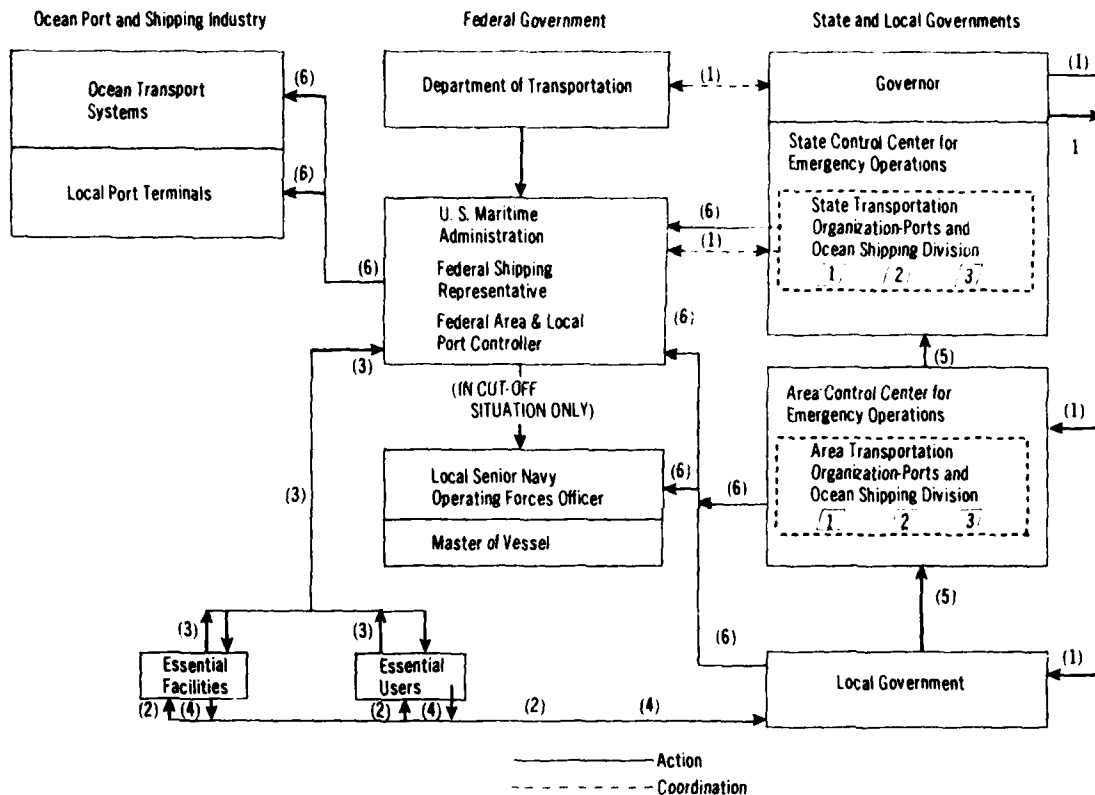 Ocean Port and Shipping Industry
Federal Government
State and Local Governments
Ocean Transport
Systems
Local Port Terminals
(6)
(6)
(6)
Department of Transportation
(1)
Governor
(1)
1
State Control Center for
Emergency Operations
State Transportation
Organization-Ports and
Ocean Shipping Division
1 2 3
U. S. Maritime
Administration
Federal Shipping
Representative
Federal Area & Local
Port Controller
(6)
(1)
(6)
(3)
(IN CUT-OFF
SITUATION ONLY)
(5)
Area Control Center for
Emergency Operations
(1)
Area Transportation
Organization-Ports and
Ocean Shipping Division
1 2 3
Local Senior Navy
Operating Forces Officer
Master of Vessel
(6)
(6)
(3)
(5)
(6)
(3)
(3)
Essential
Facilities
Essential
Users
Local Government
(1)
(2) (4)
(2) (4)
(2) (4)
Action
Coordination